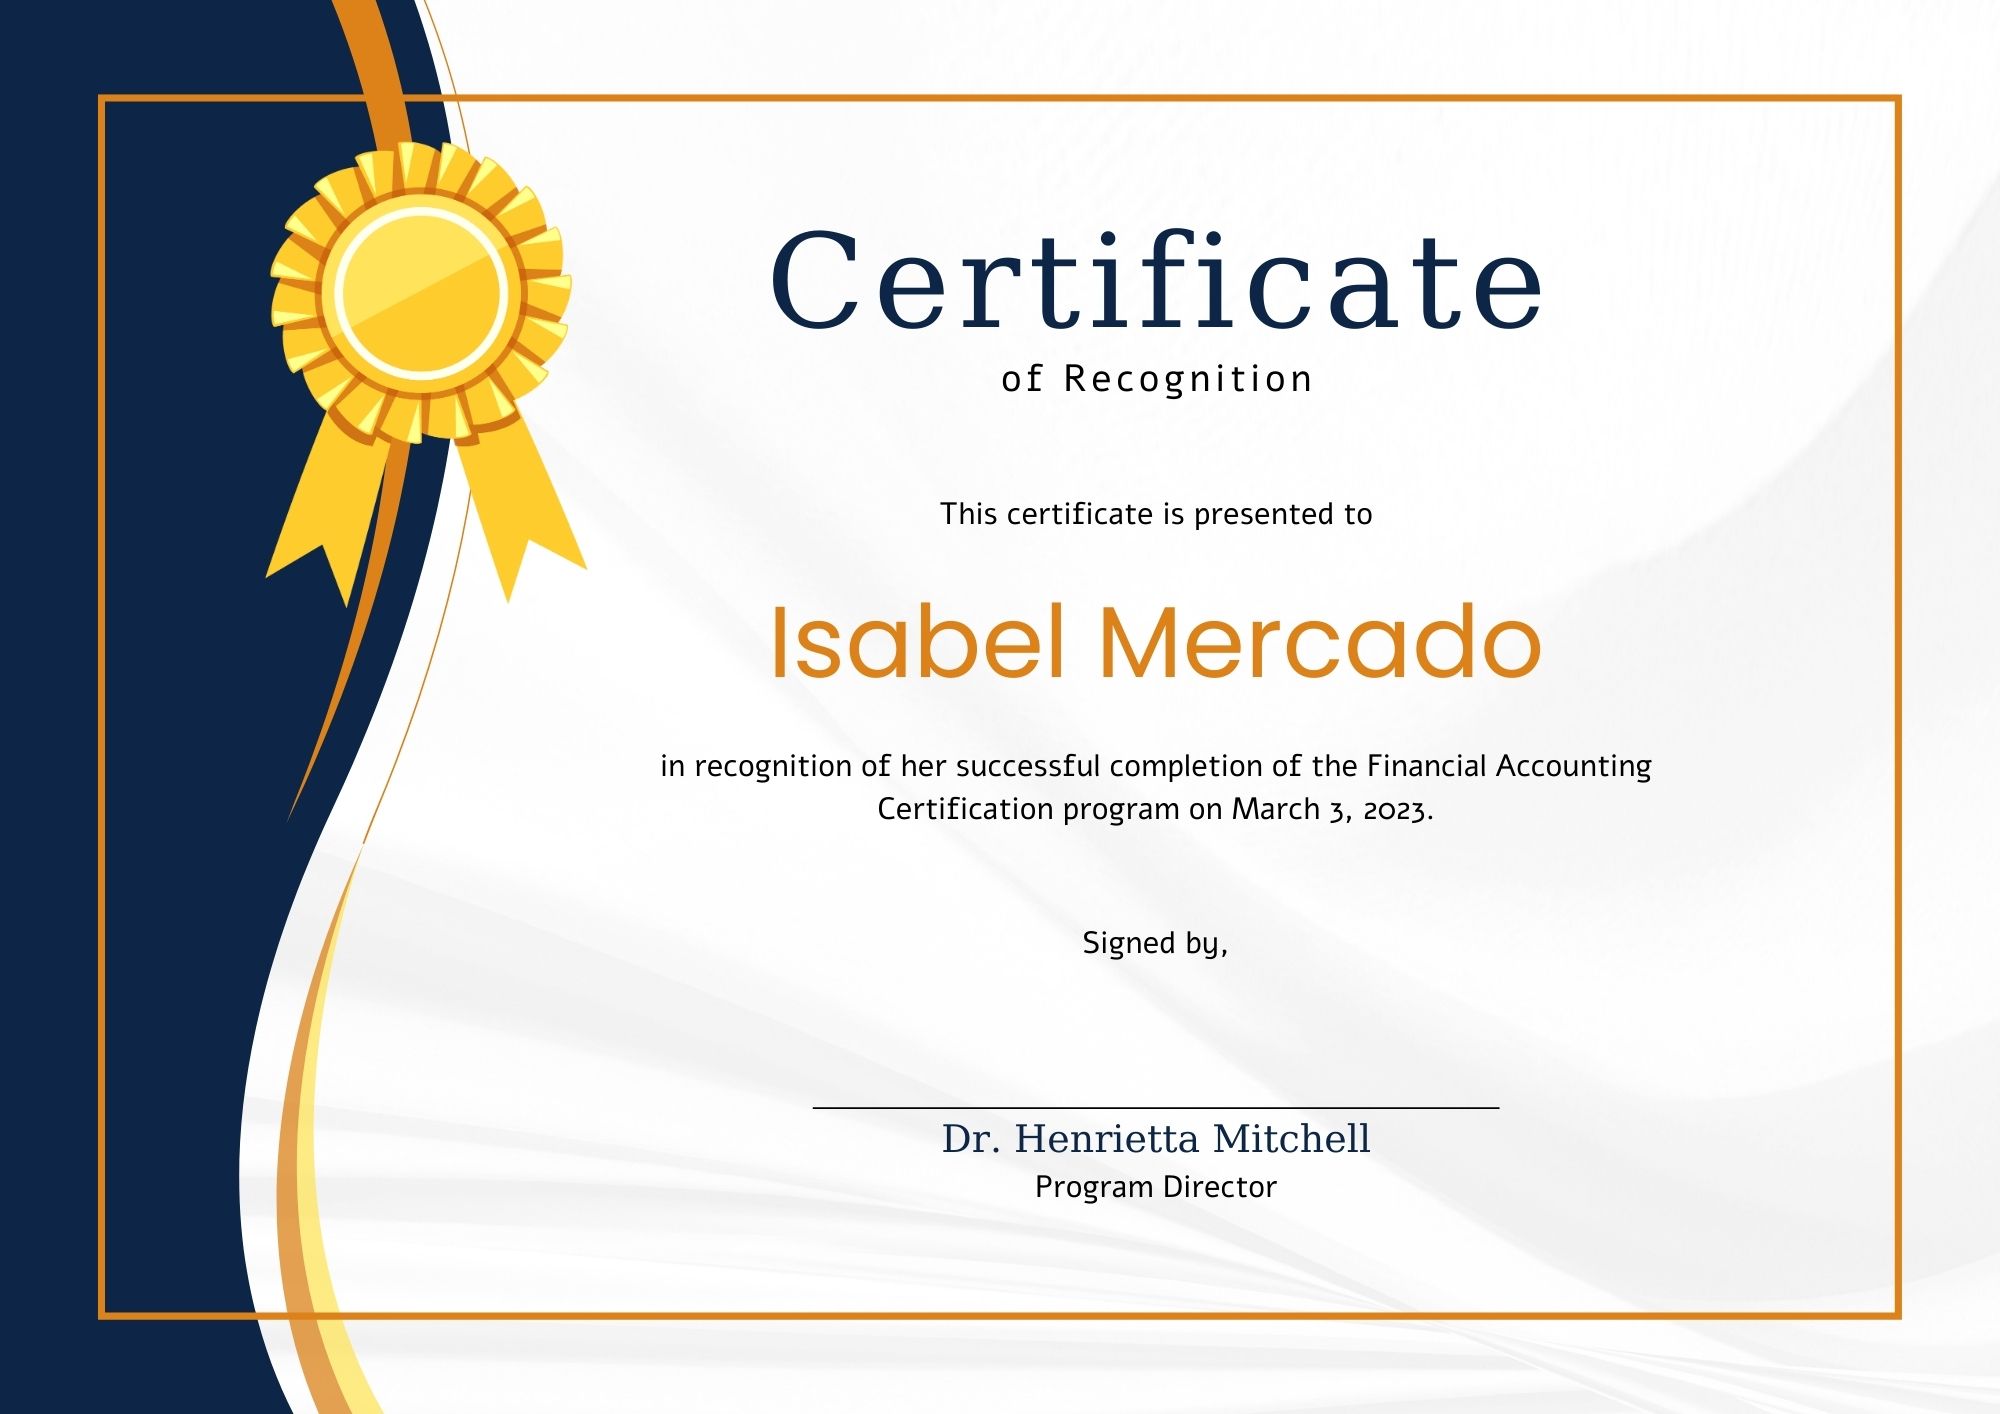 Certificate
of Recognition
This certificate is presented to
Isabel Mercado
in recognition of her successful completion of the Financial Accounting
Certification program on March 3, 2023.
Signed by,
Dr. Henrietta Mitchell
Program Director